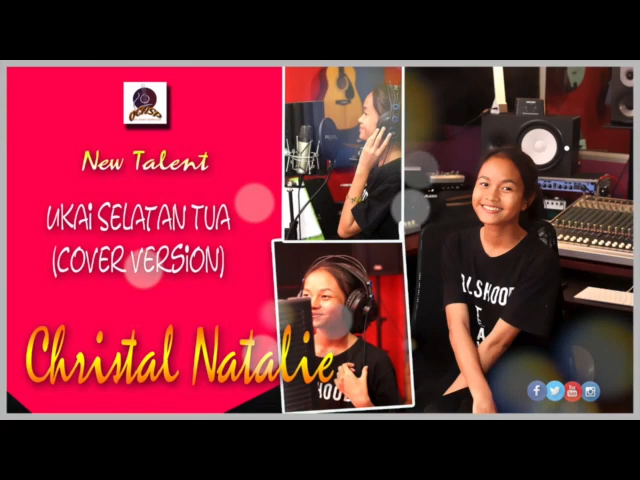 New Talent
UKAi SELATAN TUA
(COVER VERSiON)
Christal Natalie